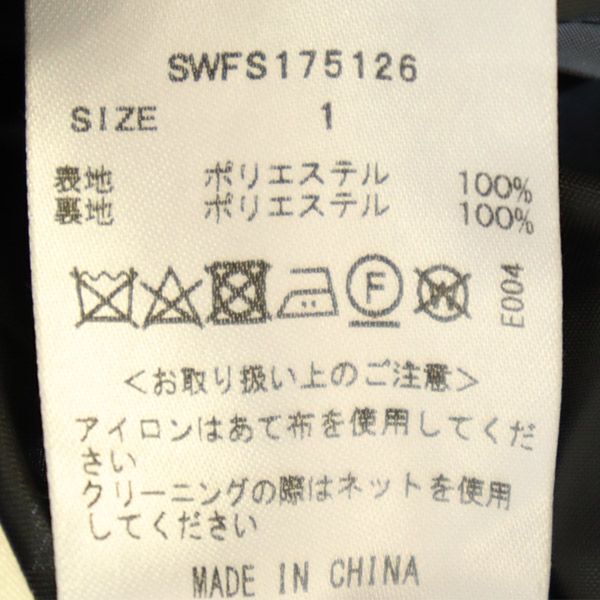 SWFS175126
SIZE 1
表地 ポリエステル 100%
裏地 ポリエステル 100%
F
E004
<お取り扱い上のご注意>
アイロンはあて布を使用してくだ
さい
クリーニングの際はネットを使用
してください
MADE IN CHINA